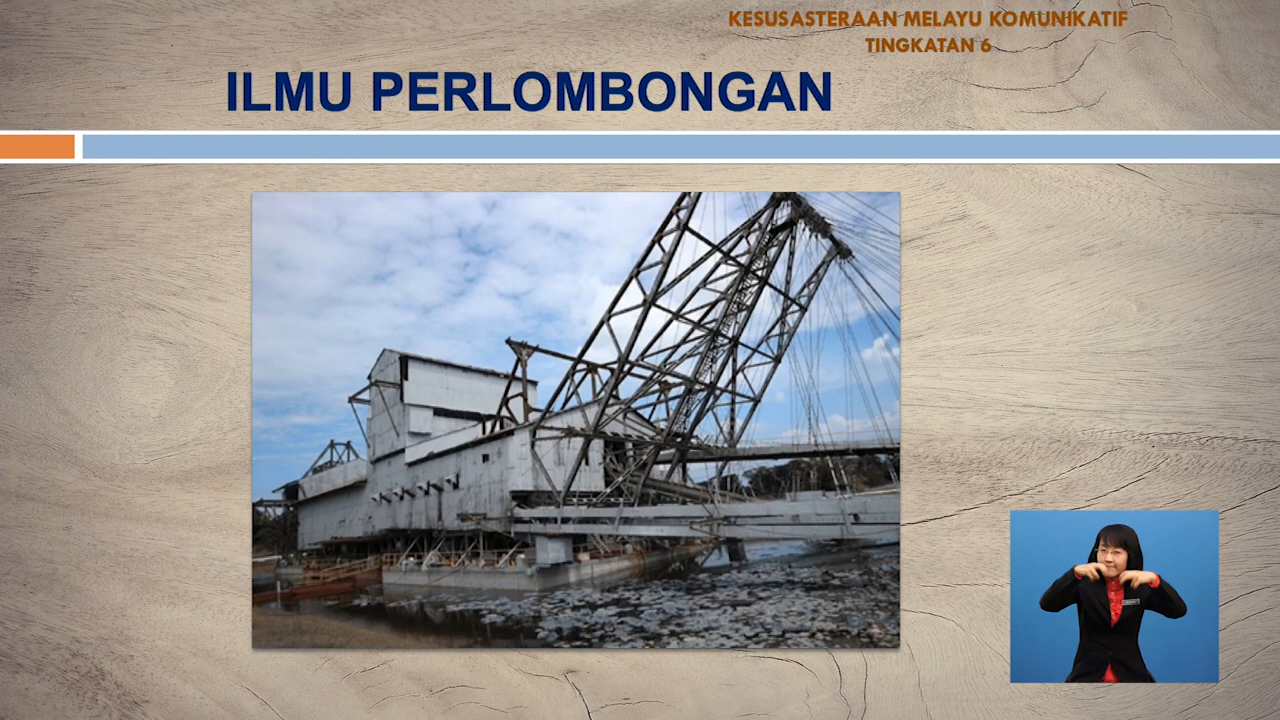 KESUSASTERAAN MELAYU KOMUNIKATIF
TINGKATAN 6
ILMU PERLOMBONGAN